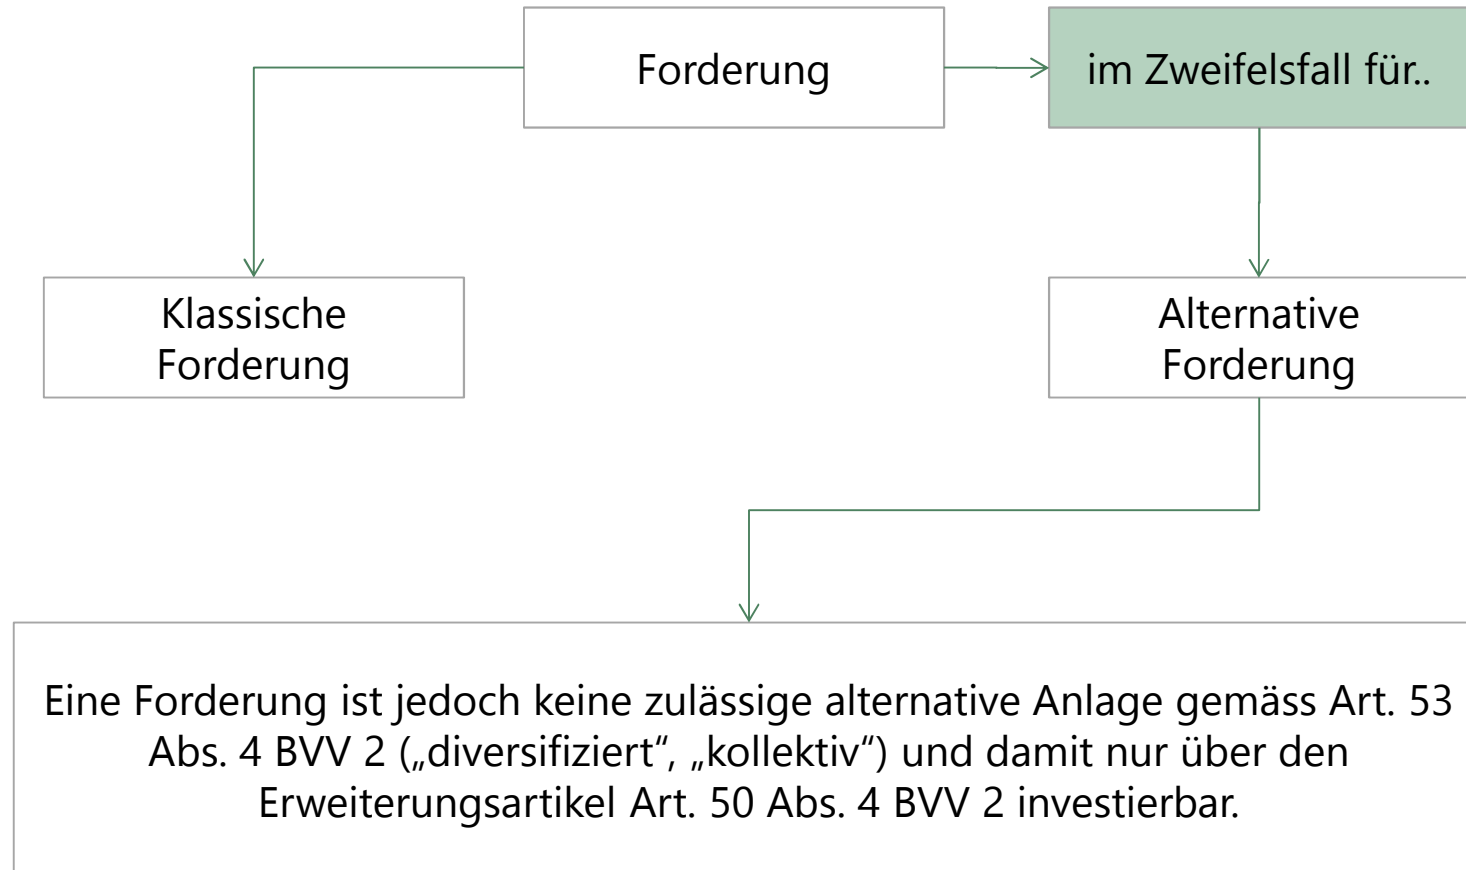 Forderung
im Zweifelsfall für..
Klassische
Forderung
Alternative
Forderung
Eine Forderung ist jedoch keine zulässige alternative Anlage gemäss Art. 53
Abs. 4 BVV 2 („diversifiziert“, „kollektiv“) und damit nur über den
Erweiterungsartikel Art. 50 Abs. 4 BVV 2 investierbar.